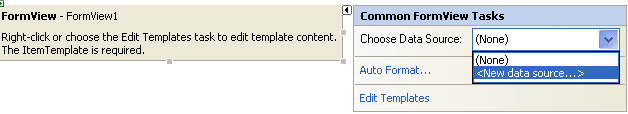 FormView - FormView1
Right-click or choose the Edit Templates task to edit template content.
The ItemTemplate is required.
Common FormView Tasks
Choose Data Source: (None)
(None)
<New data source...>
Auto Format...
Edit Templates